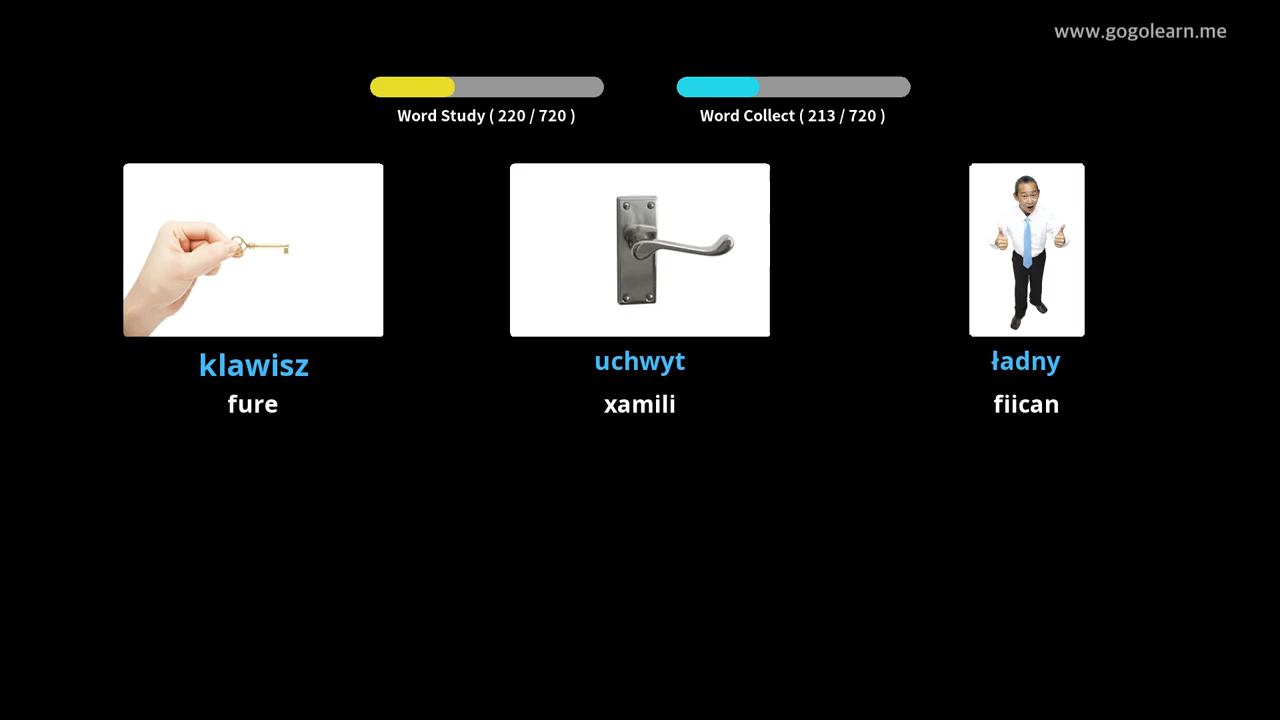 www.gogolearn.me
Word Study ( 220 / 720 )
Word Collect ( 213 / 720 )
klawisz
uchwyt
ładny
fure
xamili
fiican